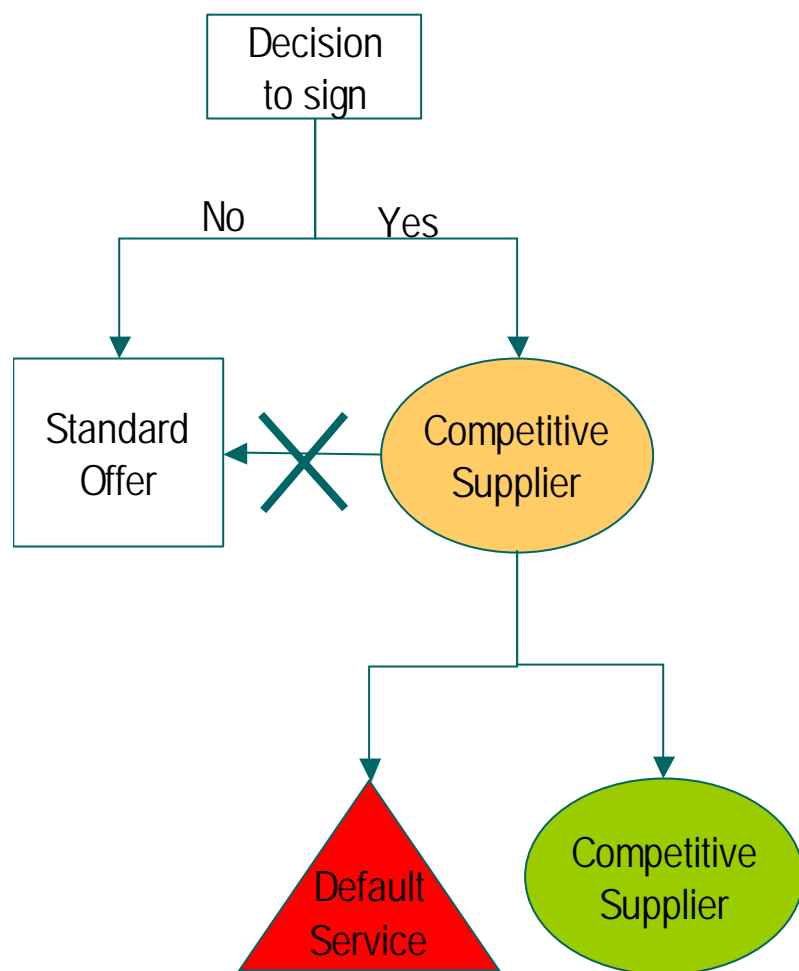 Decision
to sign
No
Yes
Standard
Offer
Competitive
Supplier
Default
Service
Competitive
Supplier